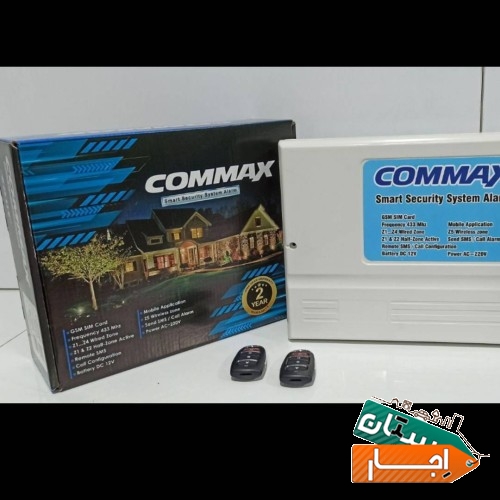 COMMAX
Smart Security System Alarm
GSM SIM Card
Frequency 433 Mhz
Z1...Z4 Wired Zone
Z1 & Z2 Half-Zone Active
Remote SMS
Call Configuration
Battery DC 12V
Mobile Application
Z5 Wireless Zone
Send SMS / Call Alarm
Power AC~220V
2
YEAR
COMMAX
Smart Security System Alar
GSM SIM Card
Frequency 433 Mhz
Z1...Z4 Wired Zone
Z1 & Z2 Half-Zone Active
Remote SMS - Call Configuration
Battery DC 12V
Mobile Application
Z5 Wireless zone
Send SMS - Call Alarm
Power AC~220V
اجار